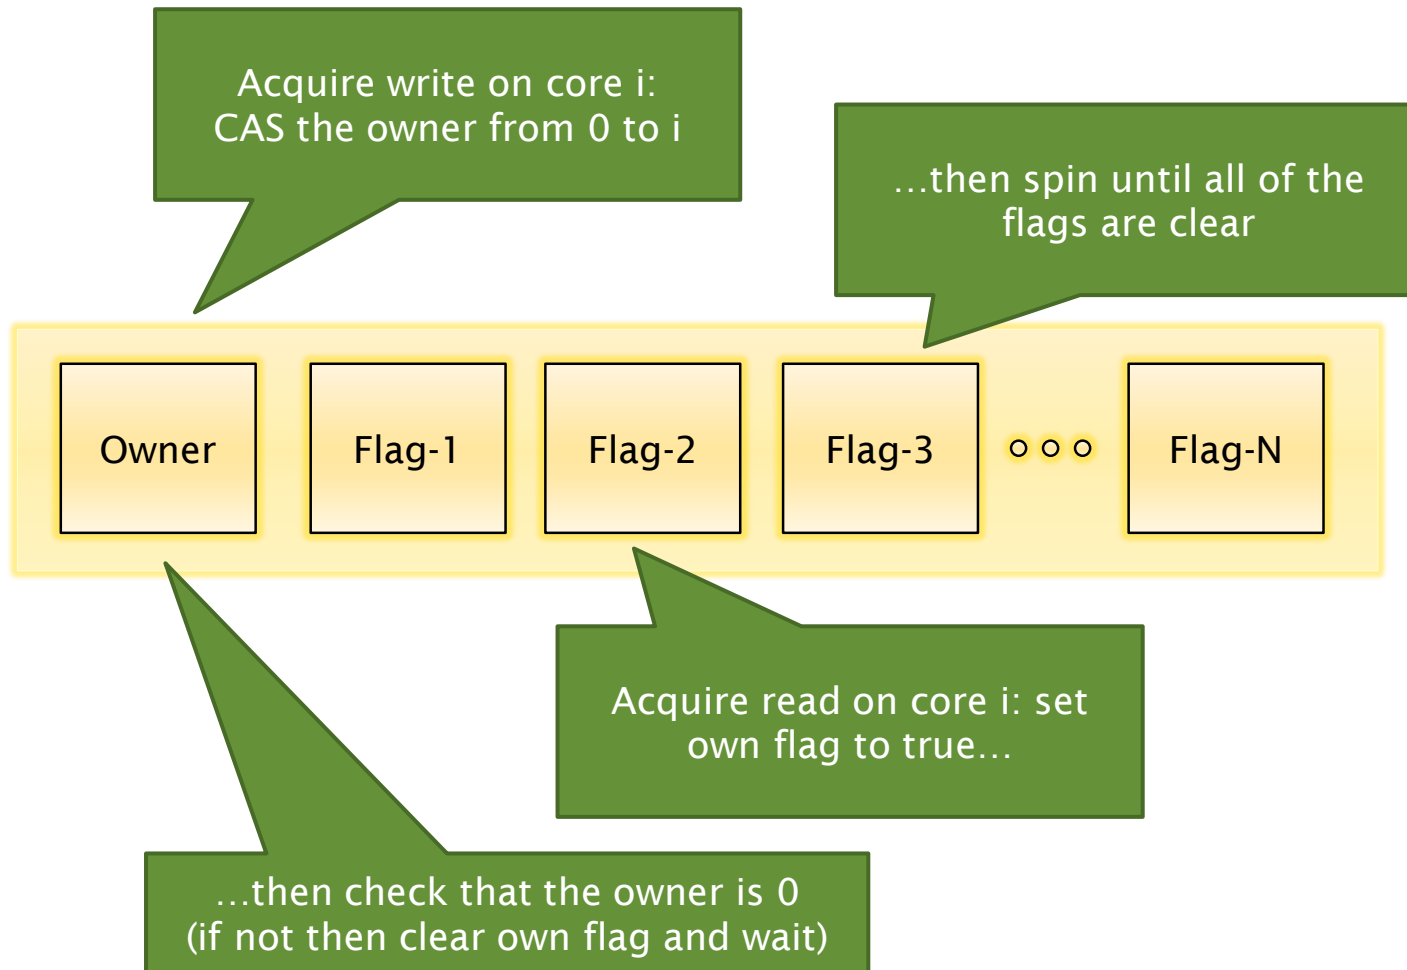 Acquire write on core i:
CAS the owner from 0 to i
…then spin until all of the
flags are clear
Owner
Flag-1
Flag-2
Flag-3
Flag-N
Acquire read on core i: set
own flag to true…
…then check that the owner is 0
(if not then clear own flag and wait)